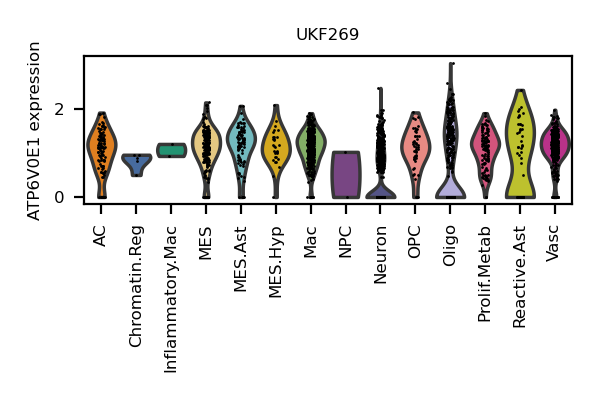 UKF269
ATP6V0E1 expression
2
0
AC
Chromatin.Reg
Inflammatory.Mac
MES
MES.Ast
MES.Hyp
Mac
NPC
Neuron
OPC
Oligo
Prolif.Metab
Reactive.Ast
Vasc